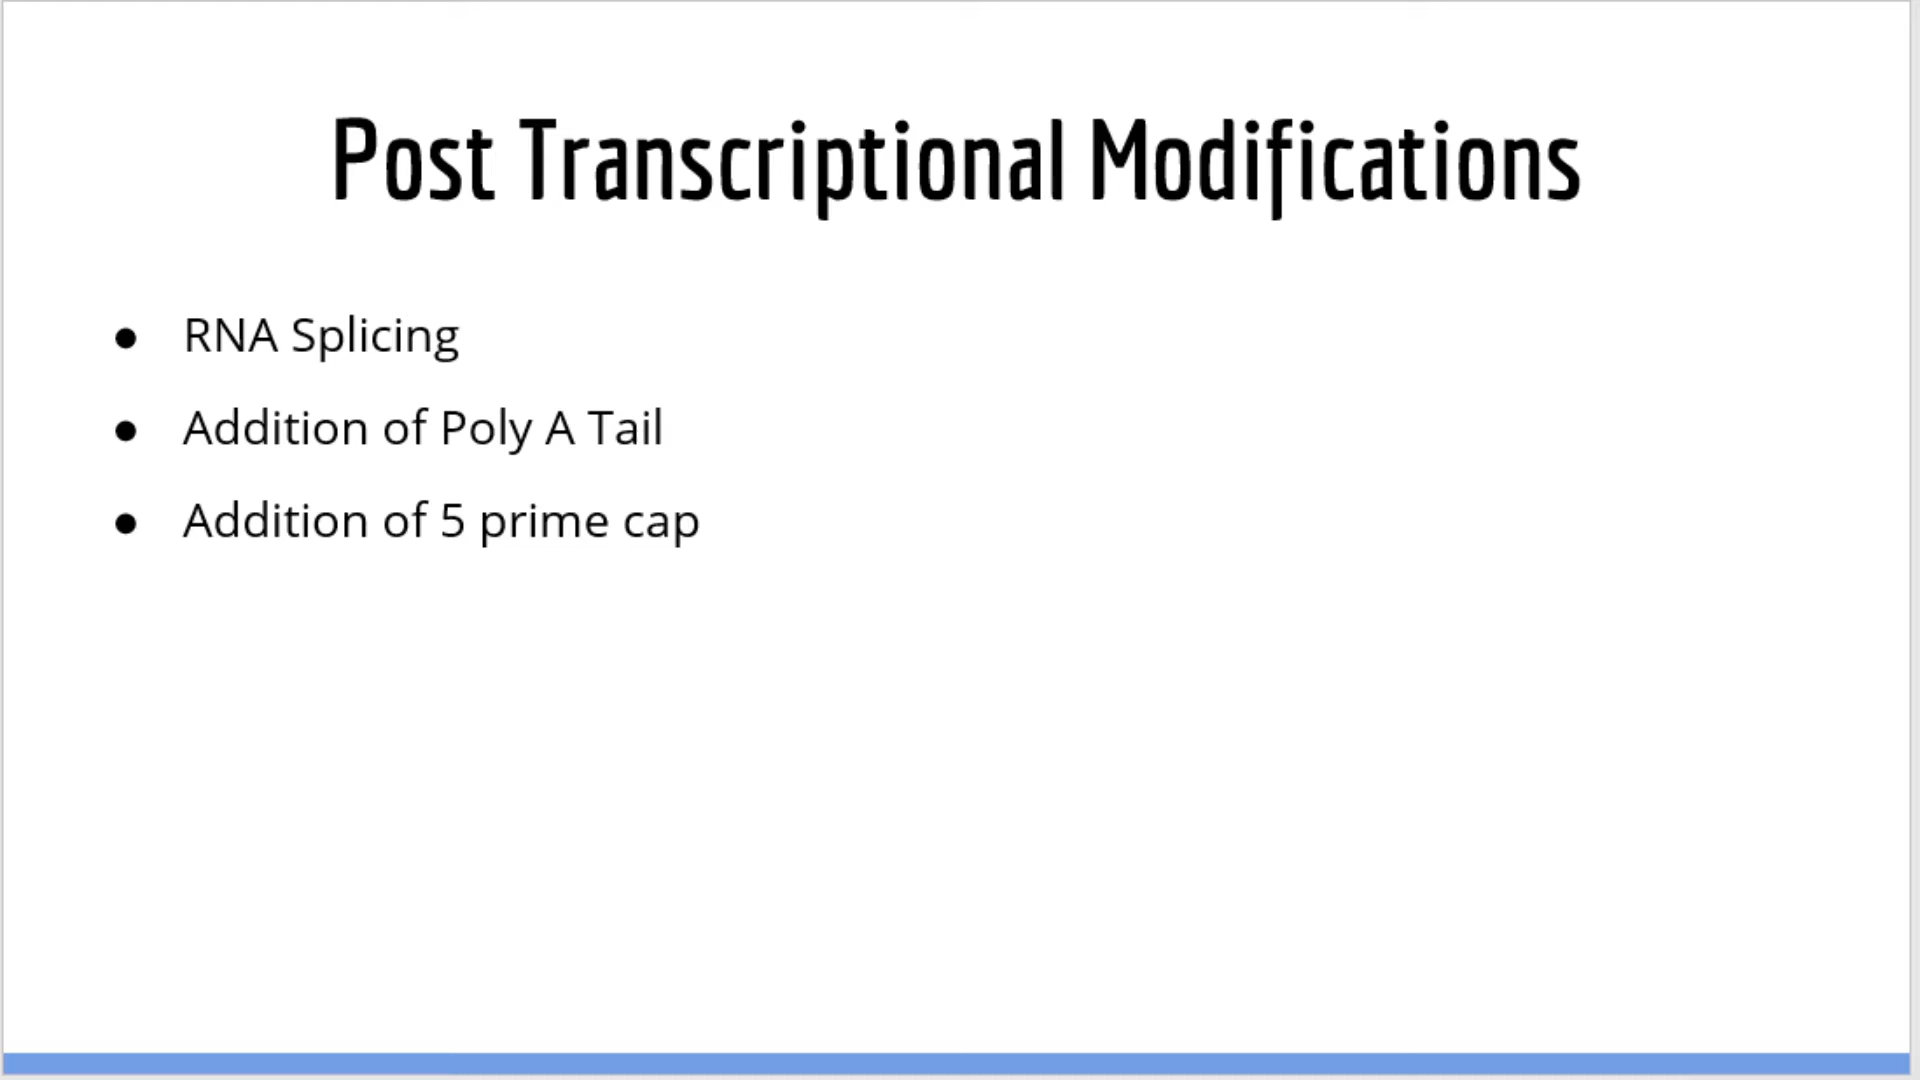 Post Transcriptional Modifications
● RNA Splicing
● Addition of Poly A Tail
● Addition of 5 prime cap